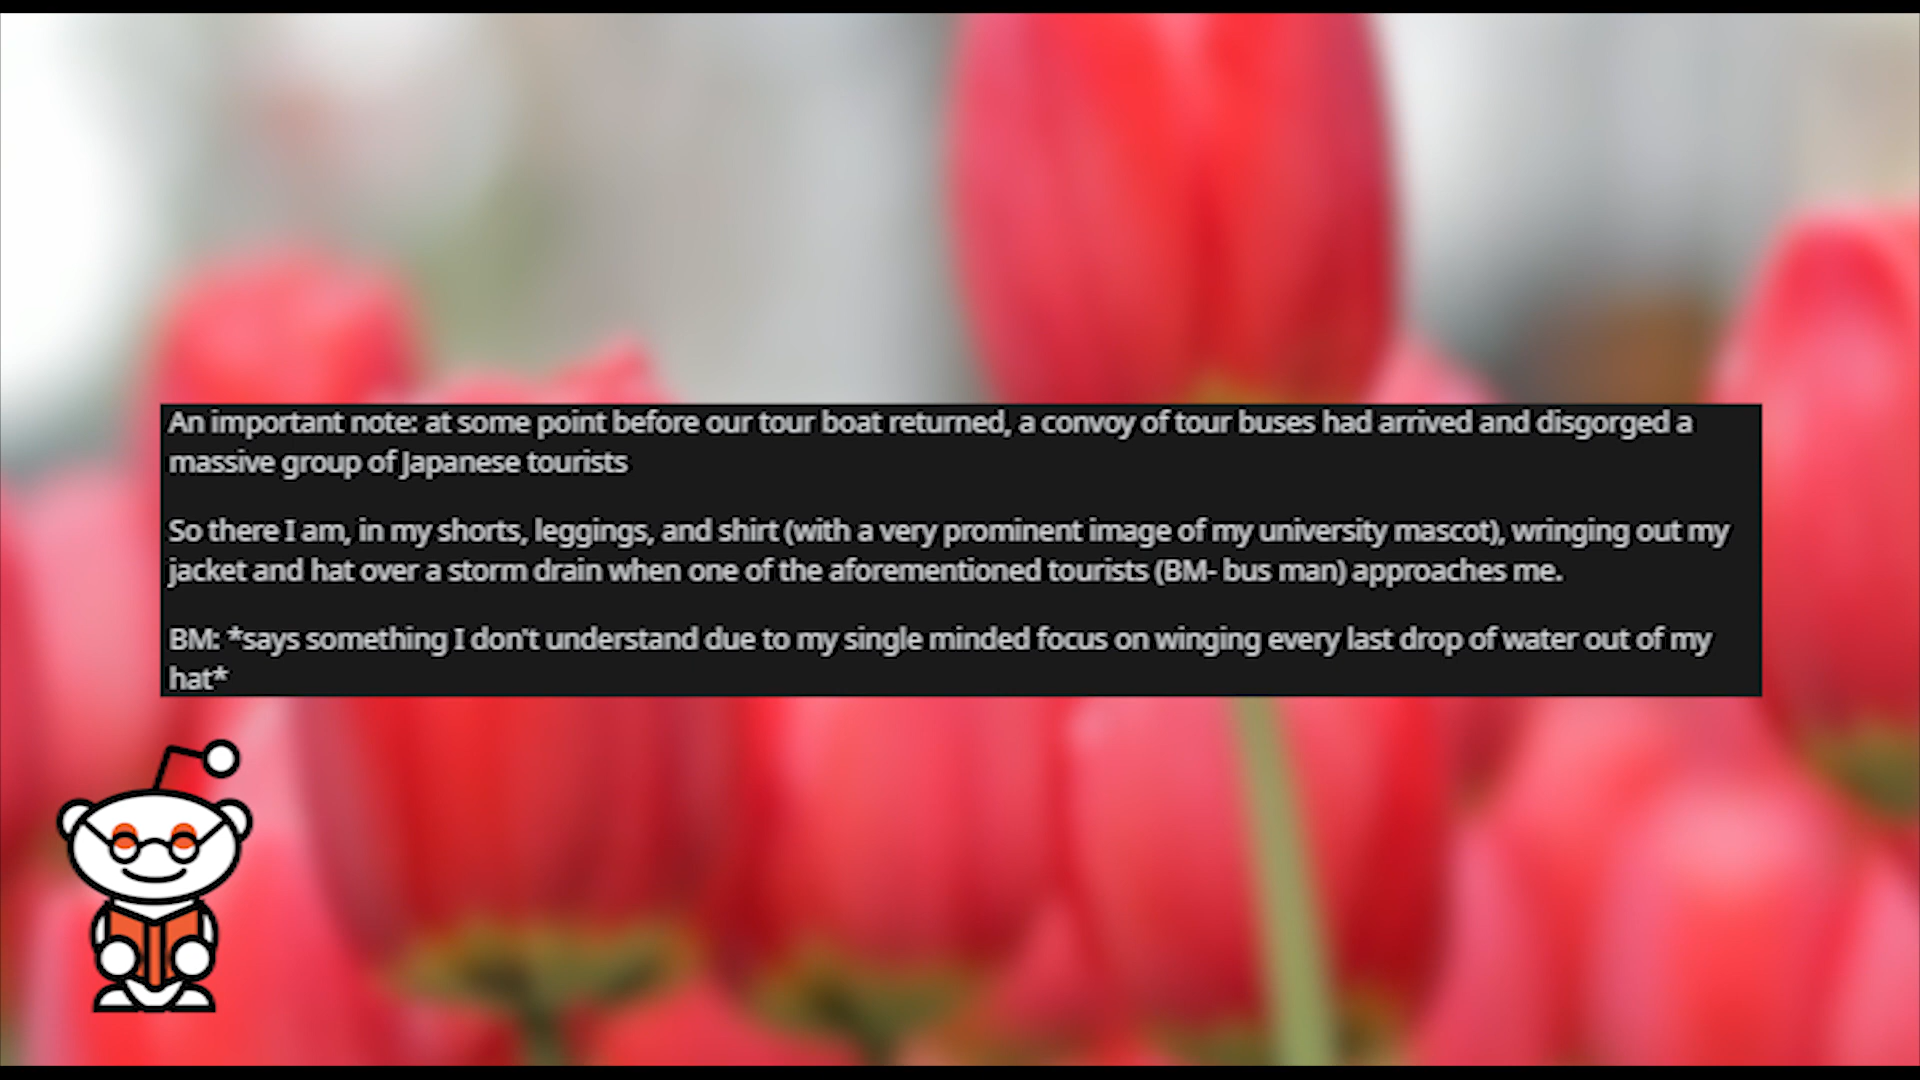 An important note: at some point before our tour boat returned, a convoy of tour buses had arrived and disgorged a
massive group of Japanese tourists
So there I am, in my shorts, leggings, and shirt (with a very prominent image of my university mascot), wringing out my
jacket and hat over a storm drain when one of the aforementioned tourists (BM- bus man) approaches me.
BM: *says something I don't understand due to my single minded focus on winging every last drop of water out of my
hat*